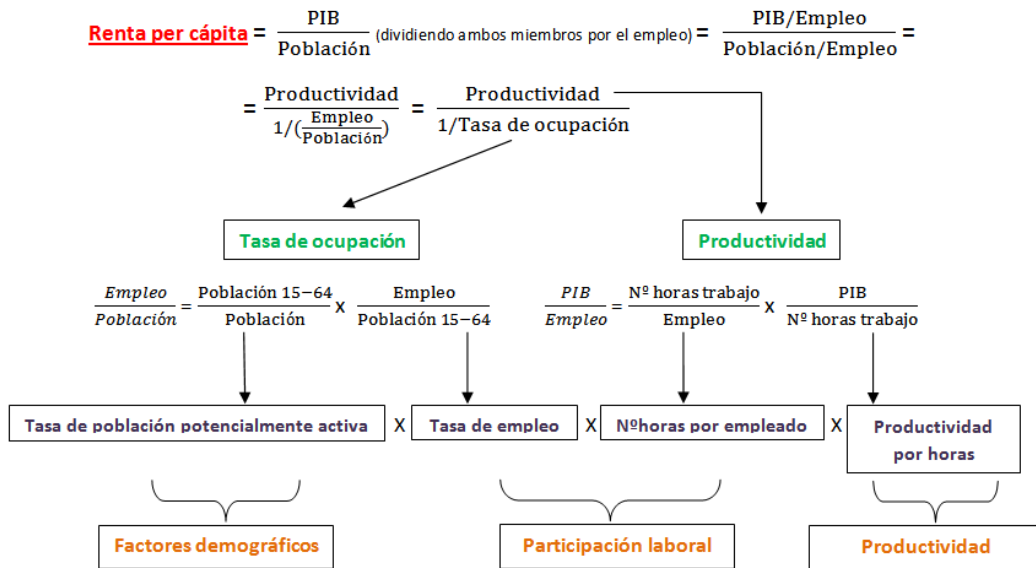 Renta per cápita = PIB / Población (dividiendo ambos miembros por el empleo) = PIB/Empleo / Población/Empleo =
= Productividad / 1/(Empleo/Población) = Productividad / 1/Tasa de ocupación
Tasa de ocupación
Productividad
Empleo / Población = Población 15−64 / Población x Empleo / Población 15−64
PIB / Empleo = Nº horas trabajo / Empleo x PIB / Nº horas trabajo
Tasa de población potencialmente activa X Tasa de empleo X Nºhoras por empleado X Productividad
por horas
Factores demográficos
Participación laboral
Productividad